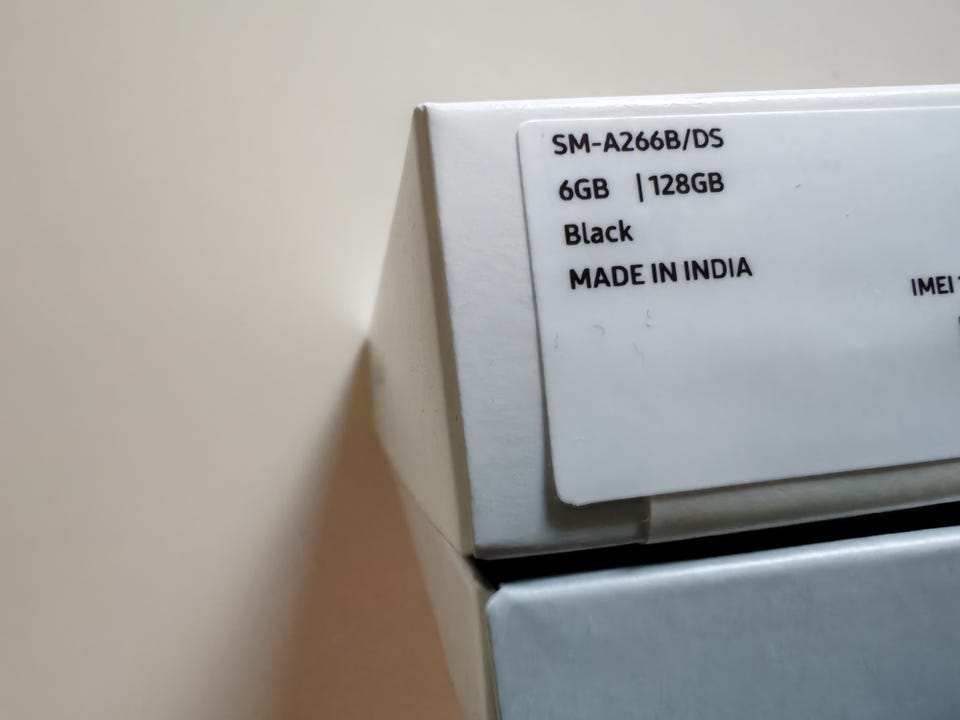 SM-A266B/DS
6GB | 128GB
Black
MADE IN INDIA
IMEI